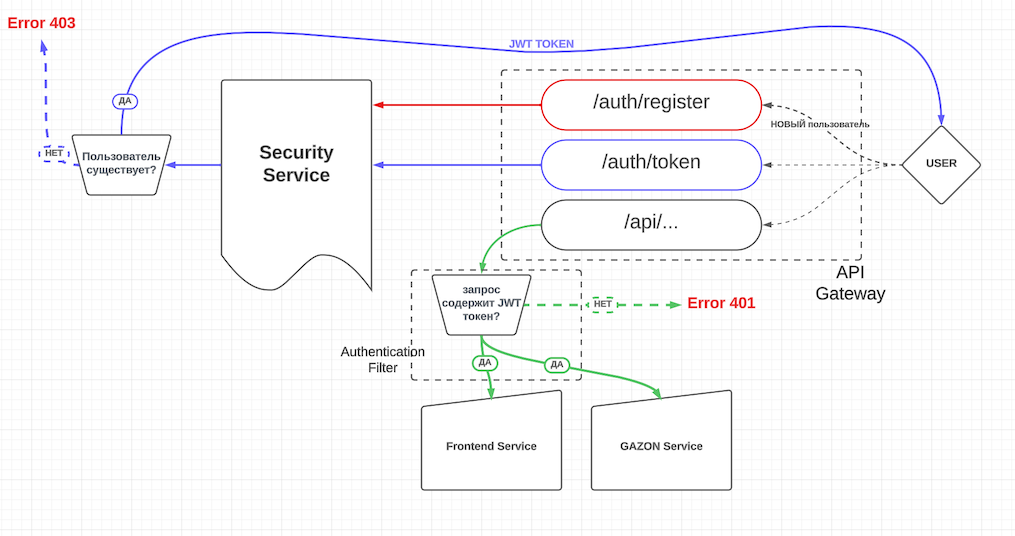 Error 403
JWT TOKEN
ДА
/auth/register
НОВЫЙ пользователь
НЕТ
Пользователь
существует?
Security
Service
/auth/token
USER
/api/...
API
Gateway
запрос
содержит JWT
токен?
НЕТ
Error 401
Authentication
Filter
ДА
ДА
Frontend Service
GAZON Service